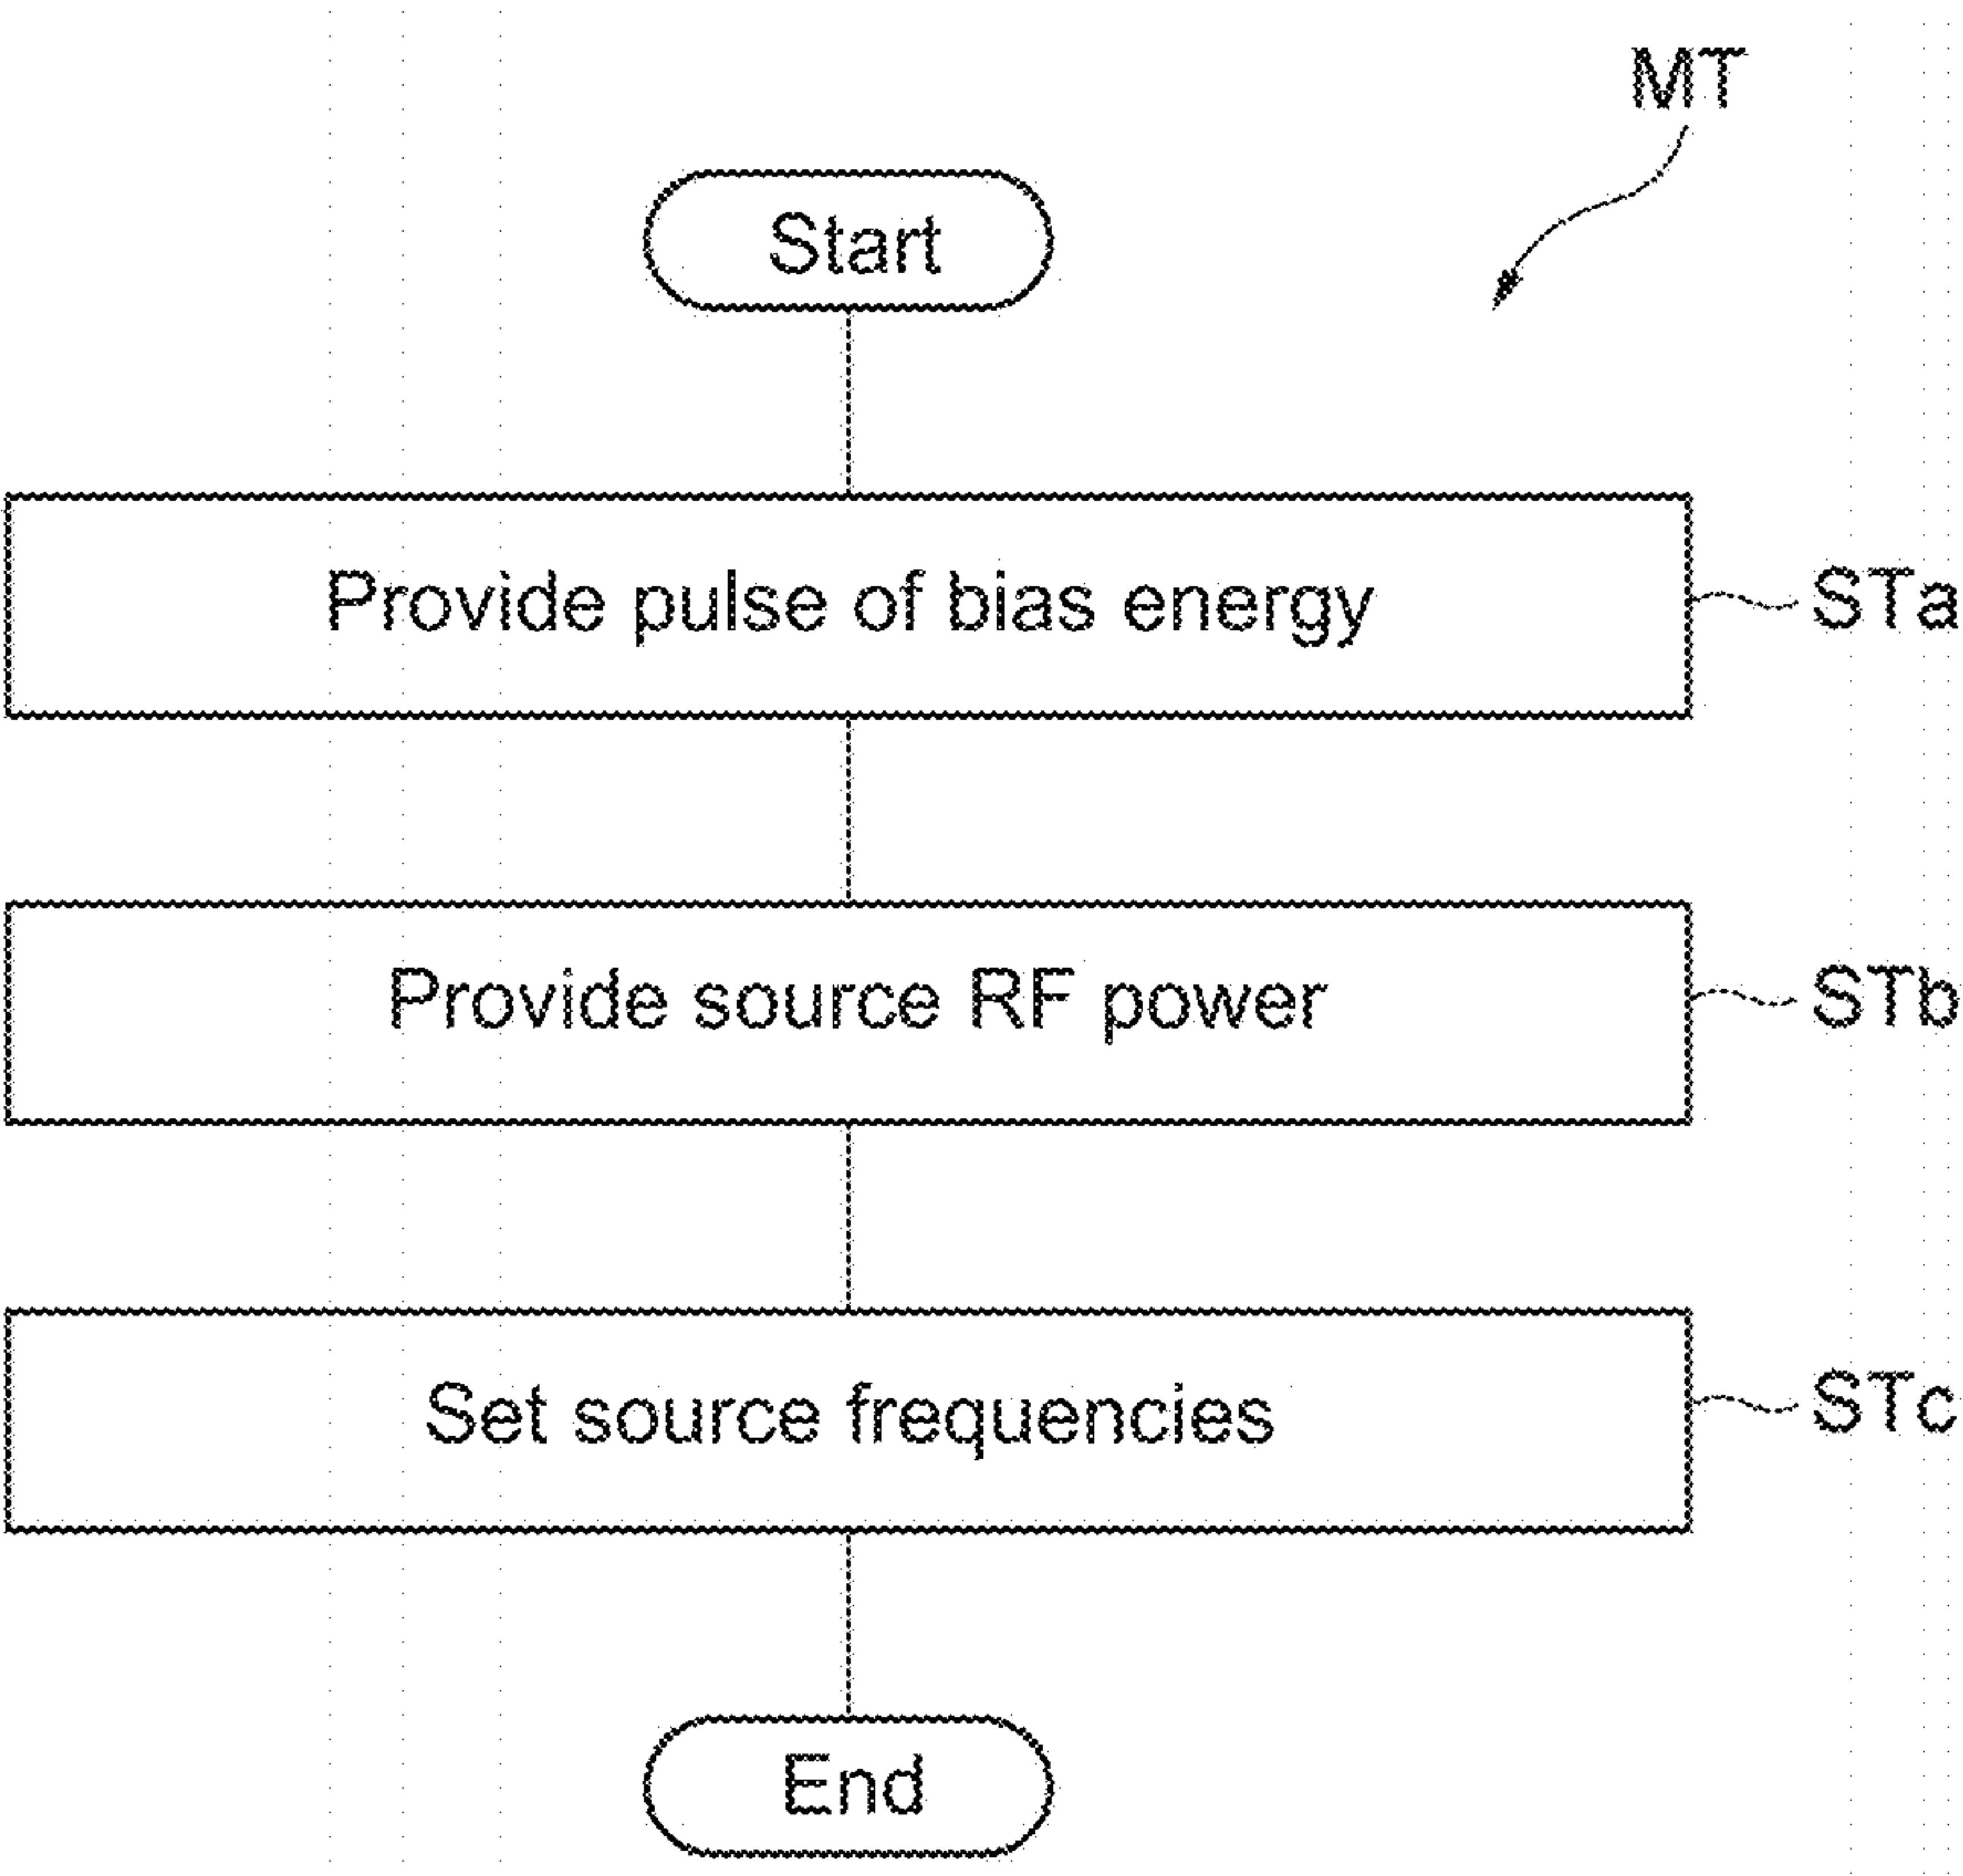 MT
Start
Provide pulse of bias energy
STa
Provide source RF power
STb
Set source frequencies
STc
End